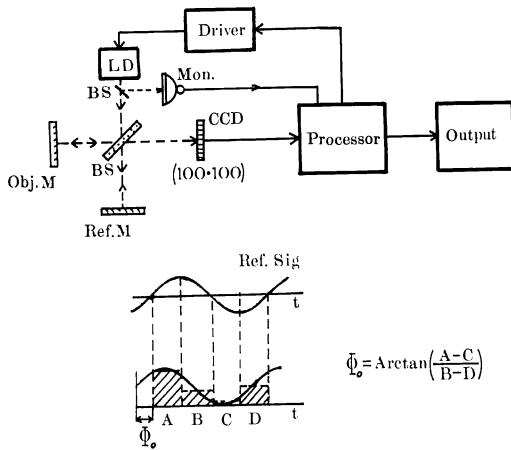 Driver
LD
Mon.
BS
CCD
Processor
Output
BS
(100·100)
Obj.M
Ref.M
Ref. Sig
t
Φ₀=Arctan(A-C/B-D)
A B C D t
Φ₀